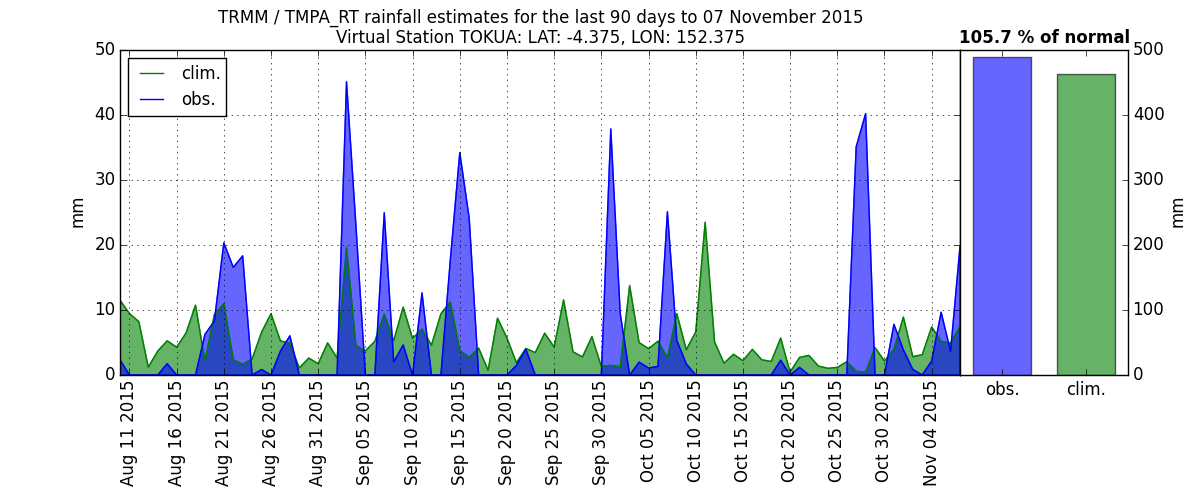 TRMM / TMPA_RT rainfall estimates for the last 90 days to 07 November 2015
Virtual Station TOKUA: LAT: -4.375, LON: 152.375
105.7 % of normal
clim.
obs.
50
40
30
20
10
0
mm
500
400
300
200
100
0
mm
Aug 11 2015
Aug 16 2015
Aug 21 2015
Aug 26 2015
Aug 31 2015
Sep 05 2015
Sep 10 2015
Sep 15 2015
Sep 20 2015
Sep 25 2015
Sep 30 2015
Oct 05 2015
Oct 10 2015
Oct 15 2015
Oct 20 2015
Oct 25 2015
Oct 30 2015
Nov 04 2015
obs.
clim.